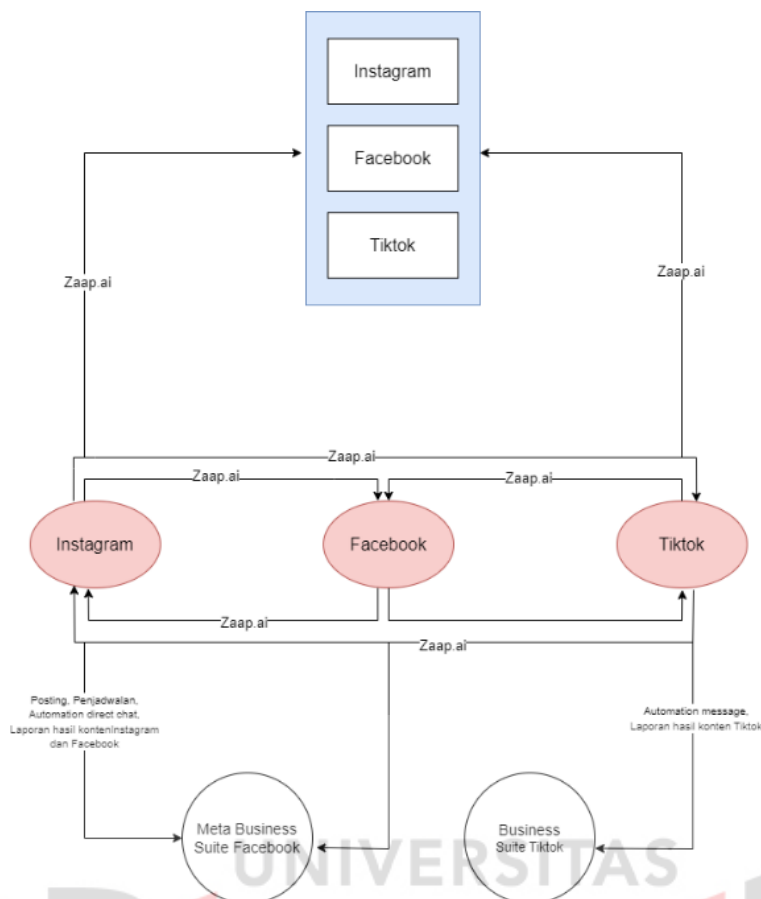 Instagram
Facebook
Tiktok
Zaap.ai
Zaap.ai
Zaap.ai
Zaap.ai
Zaap.ai
Instagram
Facebook
Tiktok
Zaap.ai
Zaap.ai
Posting, Penjadwalan,
Automation direct chat,
Laporan hasil kontenInstagram
dan Facebook
Automation message,
Laporan hasil konten Tiktok
Meta Business
Suite Facebook
Business
Suite Tiktok
UNIVERSITAS